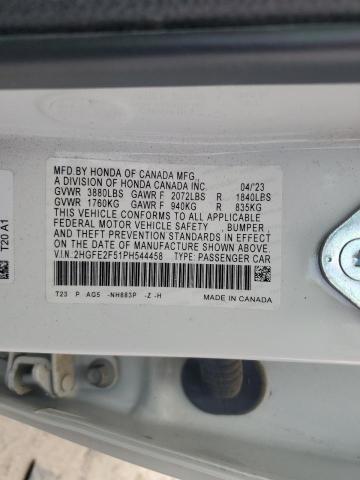 MFD.BY HONDA OF CANADA MFG.
A DIVISION OF HONDA CANADA INC. 04/'23
GVWR 3880LBS GAWR F 2072LBS R 1840LBS
GVWR 1760KG GAWR F 940KG R 835KG
THIS VEHICLE CONFORMS TO ALL APPLICABLE
FEDERAL MOTOR VEHICLE SAFETY, BUMPER,
AND THEFT PREVENTION STANDARDS IN EFFECT
ON THE DATE OF MANUFACTURE SHOWN ABOVE.
V.I.N.:2HGFE2F51PH544458 TYPE: PASSENGER CAR
T23 P AG5 -NH883P -Z -H
MADE IN CANADA
T20 A1